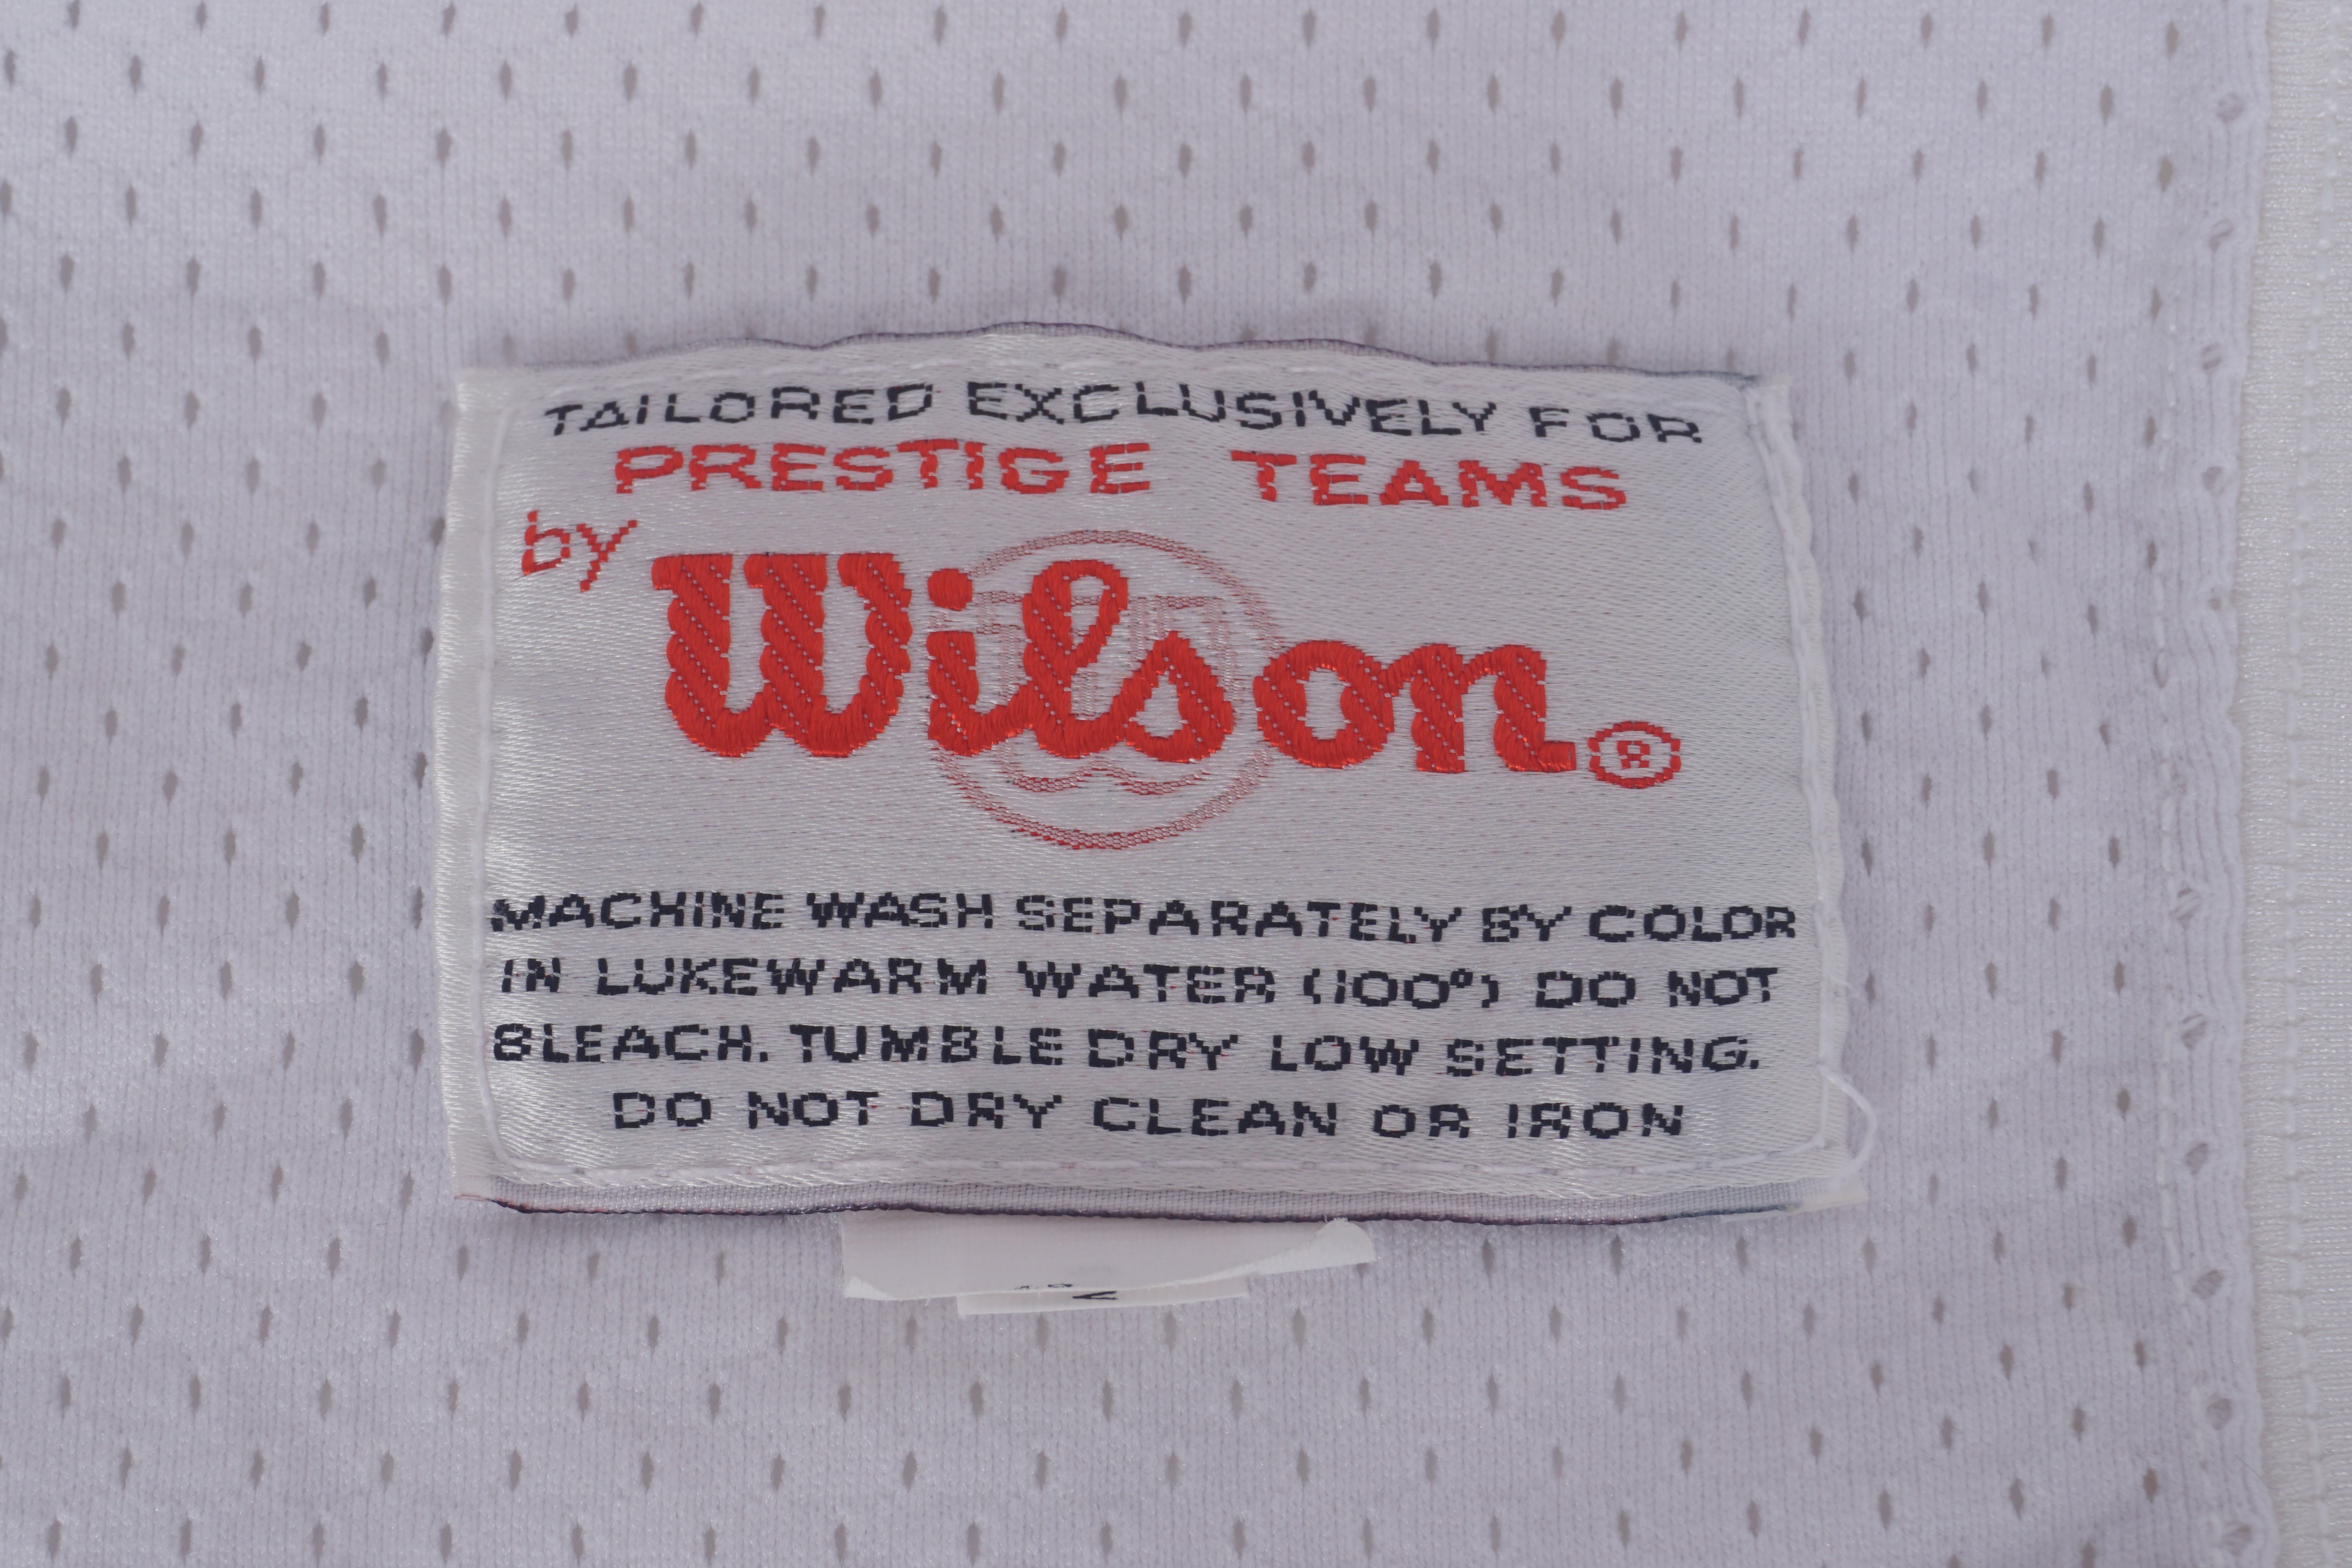 TAILORED EXCLUSIVELY FOR
PRESTIGE TEAMS
by
Wilson®
MACHINE WASH SEPARATELY BY COLOR
IN LUKEWARM WATER (100°) DO NOT
BLEACH. TUMBLE DRY LOW SETTING.
DO NOT DRY CLEAN OR IRON